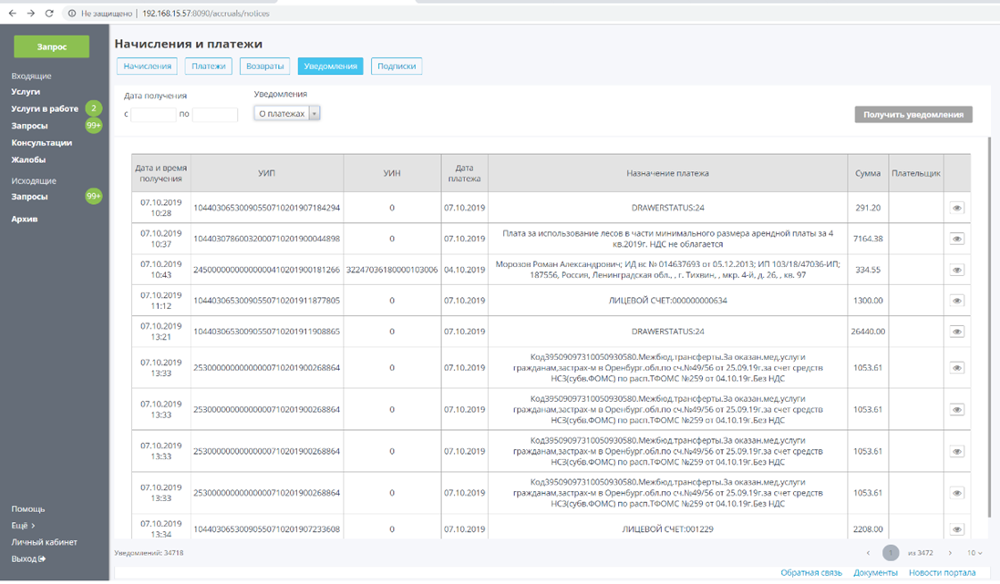 Не защищено | 192.168.15.57:8090/accruals/notices
Запрос
Входящие
Услуги
Услуги в работе 2
Запросы 99+
Консультации
Жалобы
Исходящие
Запросы 99+
Архив
Помощь
Ещё >
Личный кабинет
Выход
Начисления и платежи
Начисления Платежи Возвраты Уведомления Подписки
Дата получения
с по
Уведомления
О платежах
Получить уведомления
Дата и время
получения
УИП
УИН
Дата
платежа
Назначение платежа
Сумма
Плательщик
07.10.2019
10:28
10440306530090550710201907184294
0
07.10.2019
DRAWERSTATUS:24
291.20
07.10.2019
10:37
10440307860032000710201900044898
0
07.10.2019
Плата за использование лесов в части минимального размера арендной платы за 4
кв.2019г. НДС не облагается
7164.38
07.10.2019
10:43
24500000000000000410201900181266
32247036180000103006
04.10.2019
Морозов Роман Александрович; ИД вс № 014637693 от 05.12.2013; ИП 103/18/47036-ИП;
187556, Россия, Ленинградская обл., , г. Тихвин, , мкр. 4-й, д. 26, , кв. 97
334.55
07.10.2019
11:12
10440306530090550710201911877805
0
07.10.2019
ЛИЦЕВОЙ СЧЕТ:000000000634
1300.00
07.10.2019
13:21
10440306530090550710201911908865
0
07.10.2019
DRAWERSTATUS:24
26440.00
07.10.2019
13:33
25300000000000000710201900268864
0
07.10.2019
Код39509097310050930580.Межбюд.трансферты.За оказан.мед.услуги
гражданам,застрах-м в Оренбург.обл.по сч.№49/56 от 25.09.19г.за счет средств
НСЗ(субв.ФОМС) по расп.ТФОМС №259 от 04.10.19г.Без НДС
1053.61
07.10.2019
13:33
25300000000000000710201900268864
0
07.10.2019
Код39509097310050930580.Межбюд.трансферты.За оказан.мед.услуги
гражданам,застрах-м в Оренбург.обл.по сч.№49/56 от 25.09.19г.за счет средств
НСЗ(субв.ФОМС) по расп.ТФОМС №259 от 04.10.19г.Без НДС
1053.61
07.10.2019
13:33
25300000000000000710201900268864
0
07.10.2019
Код39509097310050930580.Межбюд.трансферты.За оказан.мед.услуги
гражданам,застрах-м в Оренбург.обл.по сч.№49/56 от 25.09.19г.за счет средств
НСЗ(субв.ФОМС) по расп.ТФОМС №259 от 04.10.19г.Без НДС
1053.61
07.10.2019
13:33
25300000000000000710201900268864
0
07.10.2019
Код39509097310050930580.Межбюд.трансферты.За оказан.мед.услуги
гражданам,застрах-м в Оренбург.обл.по сч.№49/56 от 25.09.19г.за счет средств
НСЗ(субв.ФОМС) по расп.ТФОМС №259 от 04.10.19г.Без НДС
1053.61
07.10.2019
13:34
10440306530090550710201907233608
0
07.10.2019
ЛИЦЕВОЙ СЧЕТ:001229
2208.00
Уведомлений: 34718
< 1 из 3472 > 10
Обратная связь Документы Новости портала